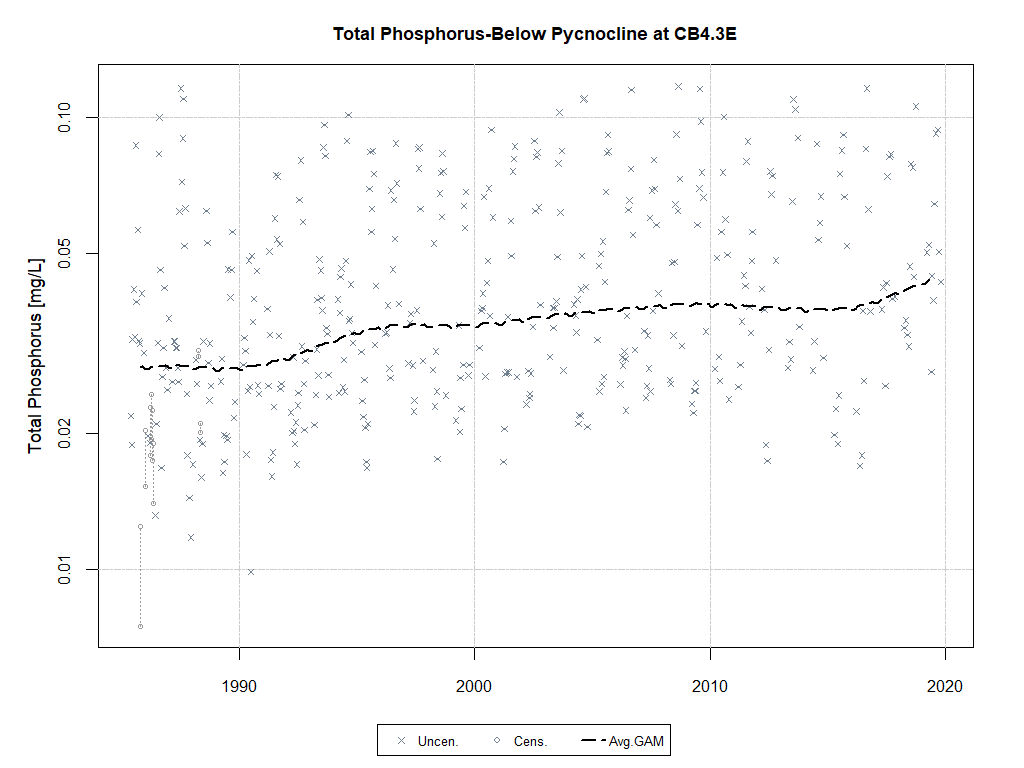 Total Phosphorus-Below Pycnocline at CB4.3E
Total Phosphorus [mg/L]
0.10
0.05
0.02
0.01
1990
2000
2010
2020
Uncen.
Cens.
Avg.GAM